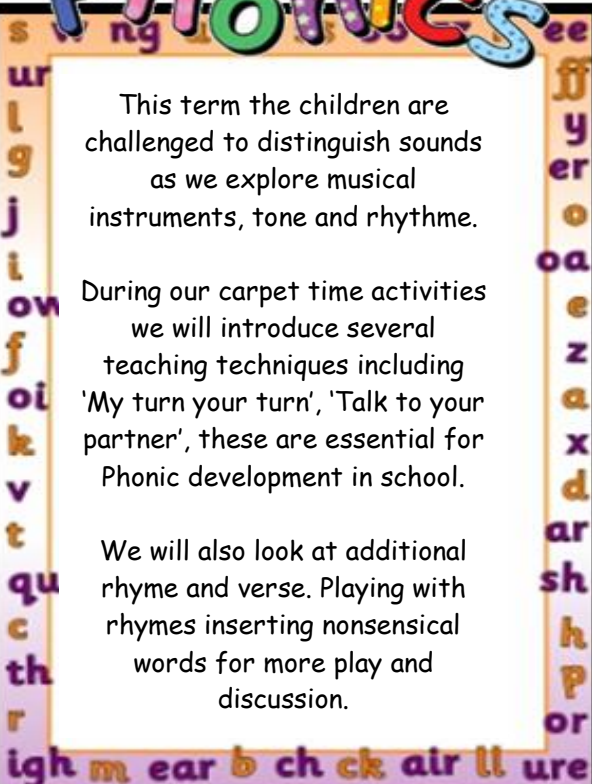 Phonics
s w ng ee
ur ff
l y
g er
j o
i oa
ow e
f z
oi a
k x
v d
t ar
qu sh
c h
th p
r or
igh m ear b ch ck air ll ure
This term the children are
challenged to distinguish sounds
as we explore musical
instruments, tone and rhythme.
During our carpet time activities
we will introduce several
teaching techniques including
‘My turn your turn’, ‘Talk to your
partner’, these are essential for
Phonic development in school.
We will also look at additional
rhyme and verse. Playing with
rhymes inserting nonsensical
words for more play and
discussion.